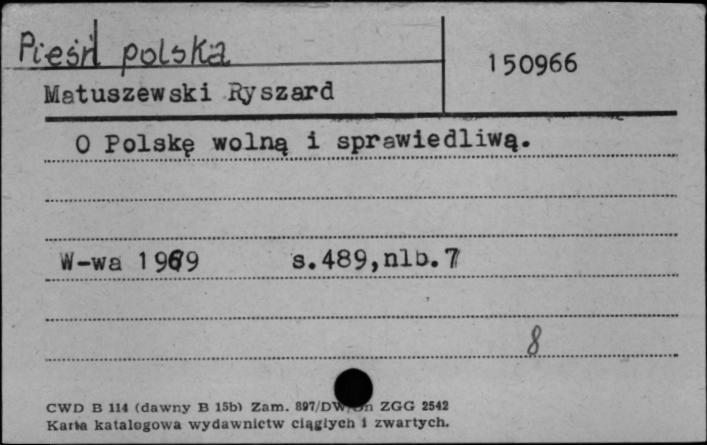 Pieśń polska
150966
Matuszewski Ryszard
O Polskę wolną i sprawiedliwą.
W-wa 1969 s.489,nlb.7
8
CWD B 114 (dawny B 15b) Zam. 897/DW ZGG 2542
Karta katalogowa wydawnictw ciągłych i zwartych.